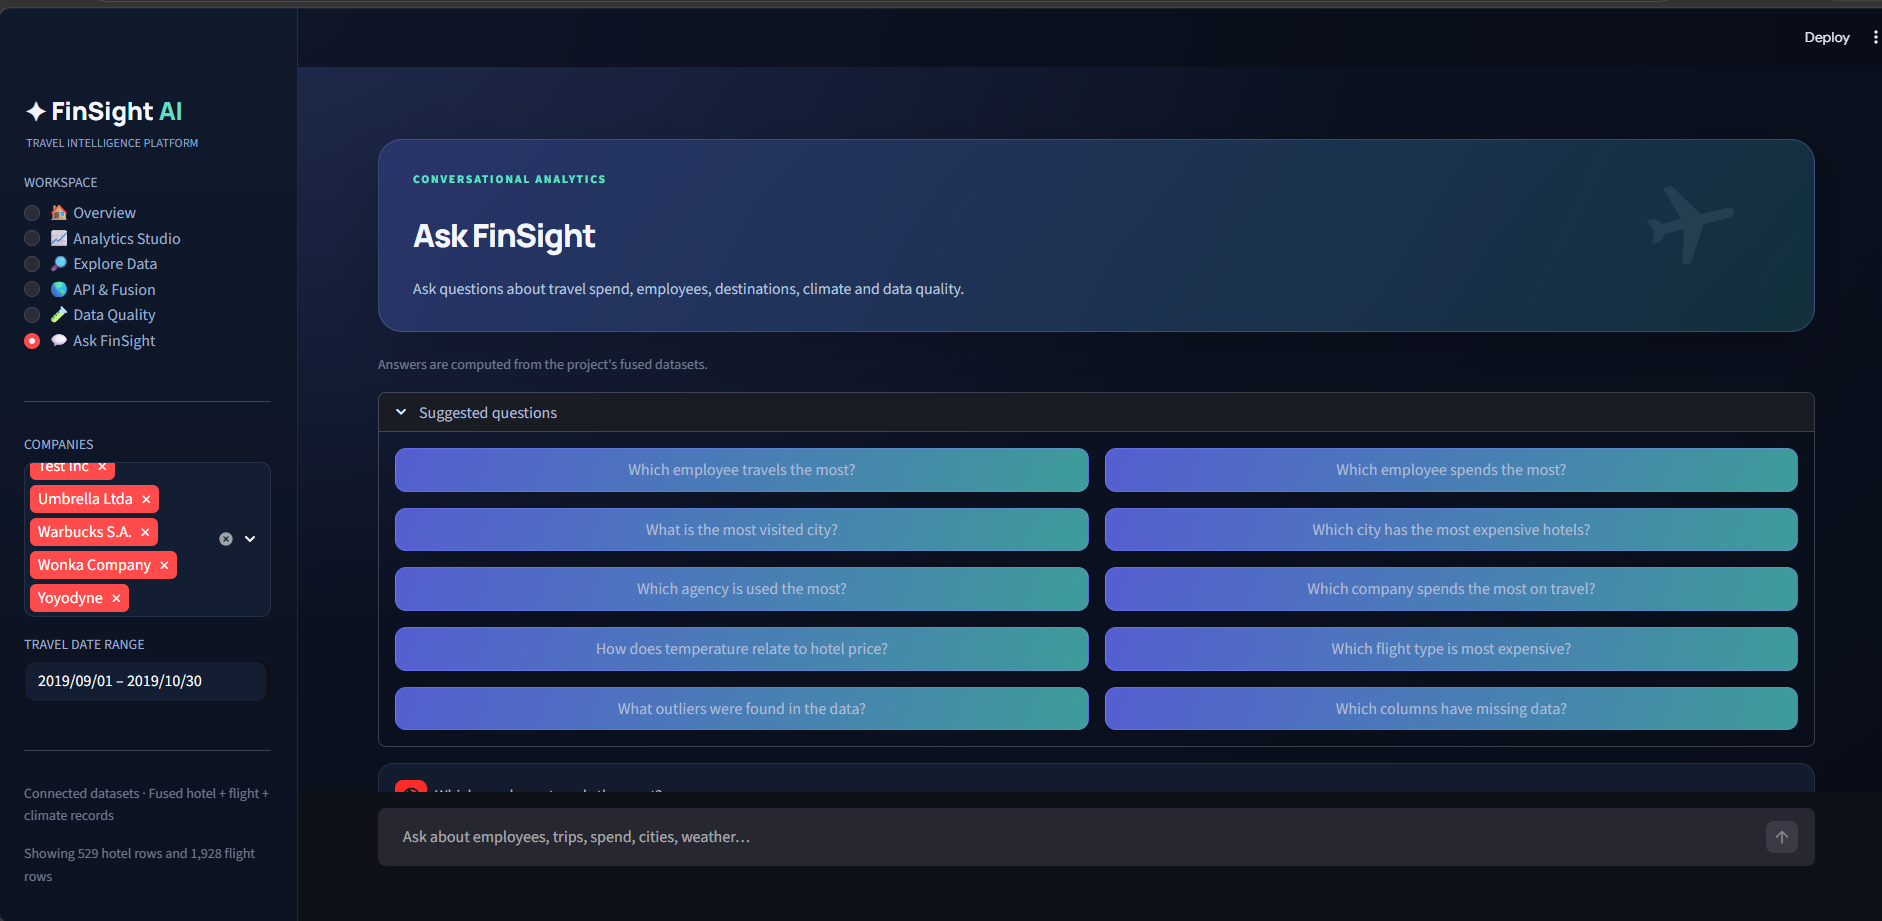 Deploy
FinSight AI
TRAVEL INTELLIGENCE PLATFORM
WORKSPACE
Overview
Analytics Studio
Explore Data
API & Fusion
Data Quality
Ask FinSight
COMPANIES
Test Inc
Umbrella Ltda
Warbucks S.A.
Wonka Company
Yoyodyne
TRAVEL DATE RANGE
2019/09/01 – 2019/10/30
Connected datasets · Fused hotel + flight +
climate records
Showing 529 hotel rows and 1,928 flight
rows
CONVERSATIONAL ANALYTICS
Ask FinSight
Ask questions about travel spend, employees, destinations, climate and data quality.
Answers are computed from the project's fused datasets.
Suggested questions
Which employee travels the most?
Which employee spends the most?
What is the most visited city?
Which city has the most expensive hotels?
Which agency is used the most?
Which company spends the most on travel?
How does temperature relate to hotel price?
Which flight type is most expensive?
What outliers were found in the data?
Which columns have missing data?
Ask about employees, trips, spend, cities, weather…